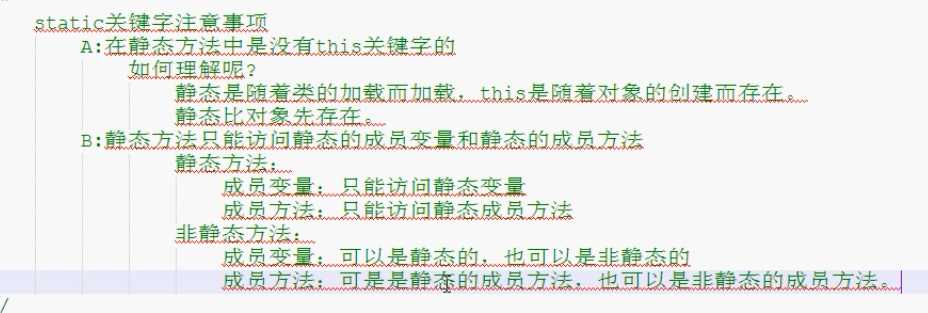 static关键字注意事项
A:在静态方法中是没有this关键字的
如何理解呢?
静态是随着类的加载而加载，this是随着对象的创建而存在。
静态比对象先存在。
B:静态方法只能访问静态的成员变量和静态的成员方法
静态方法：
成员变量：只能访问静态变量
成员方法：只能访问静态成员方法
非静态方法：
成员变量：可以是静态的，也可以是非静态的
成员方法：可是是静态的成员方法，也可以是非静态的成员方法。
/